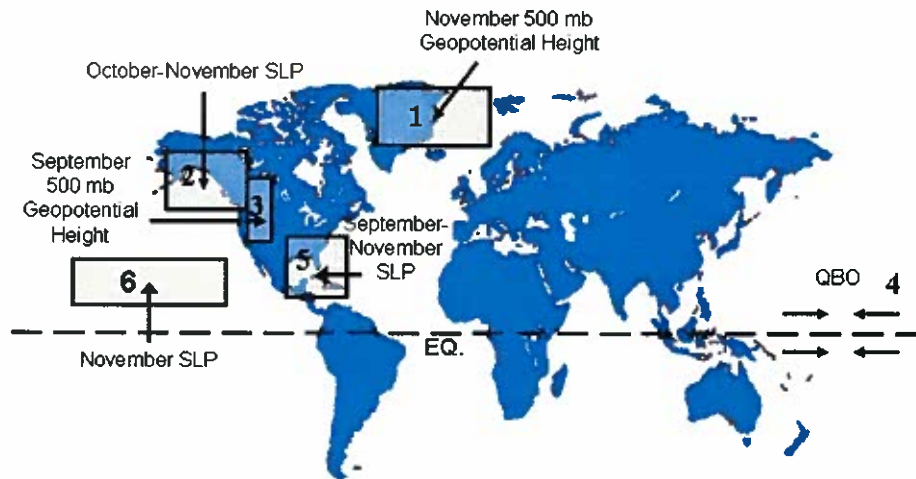 November 500 mb
Geopotential Height
October-November SLP
1
September
500 mb
Geopotential
Height
2
3
September-
November
SLP
5
6
QBO
4
EQ.
November SLP